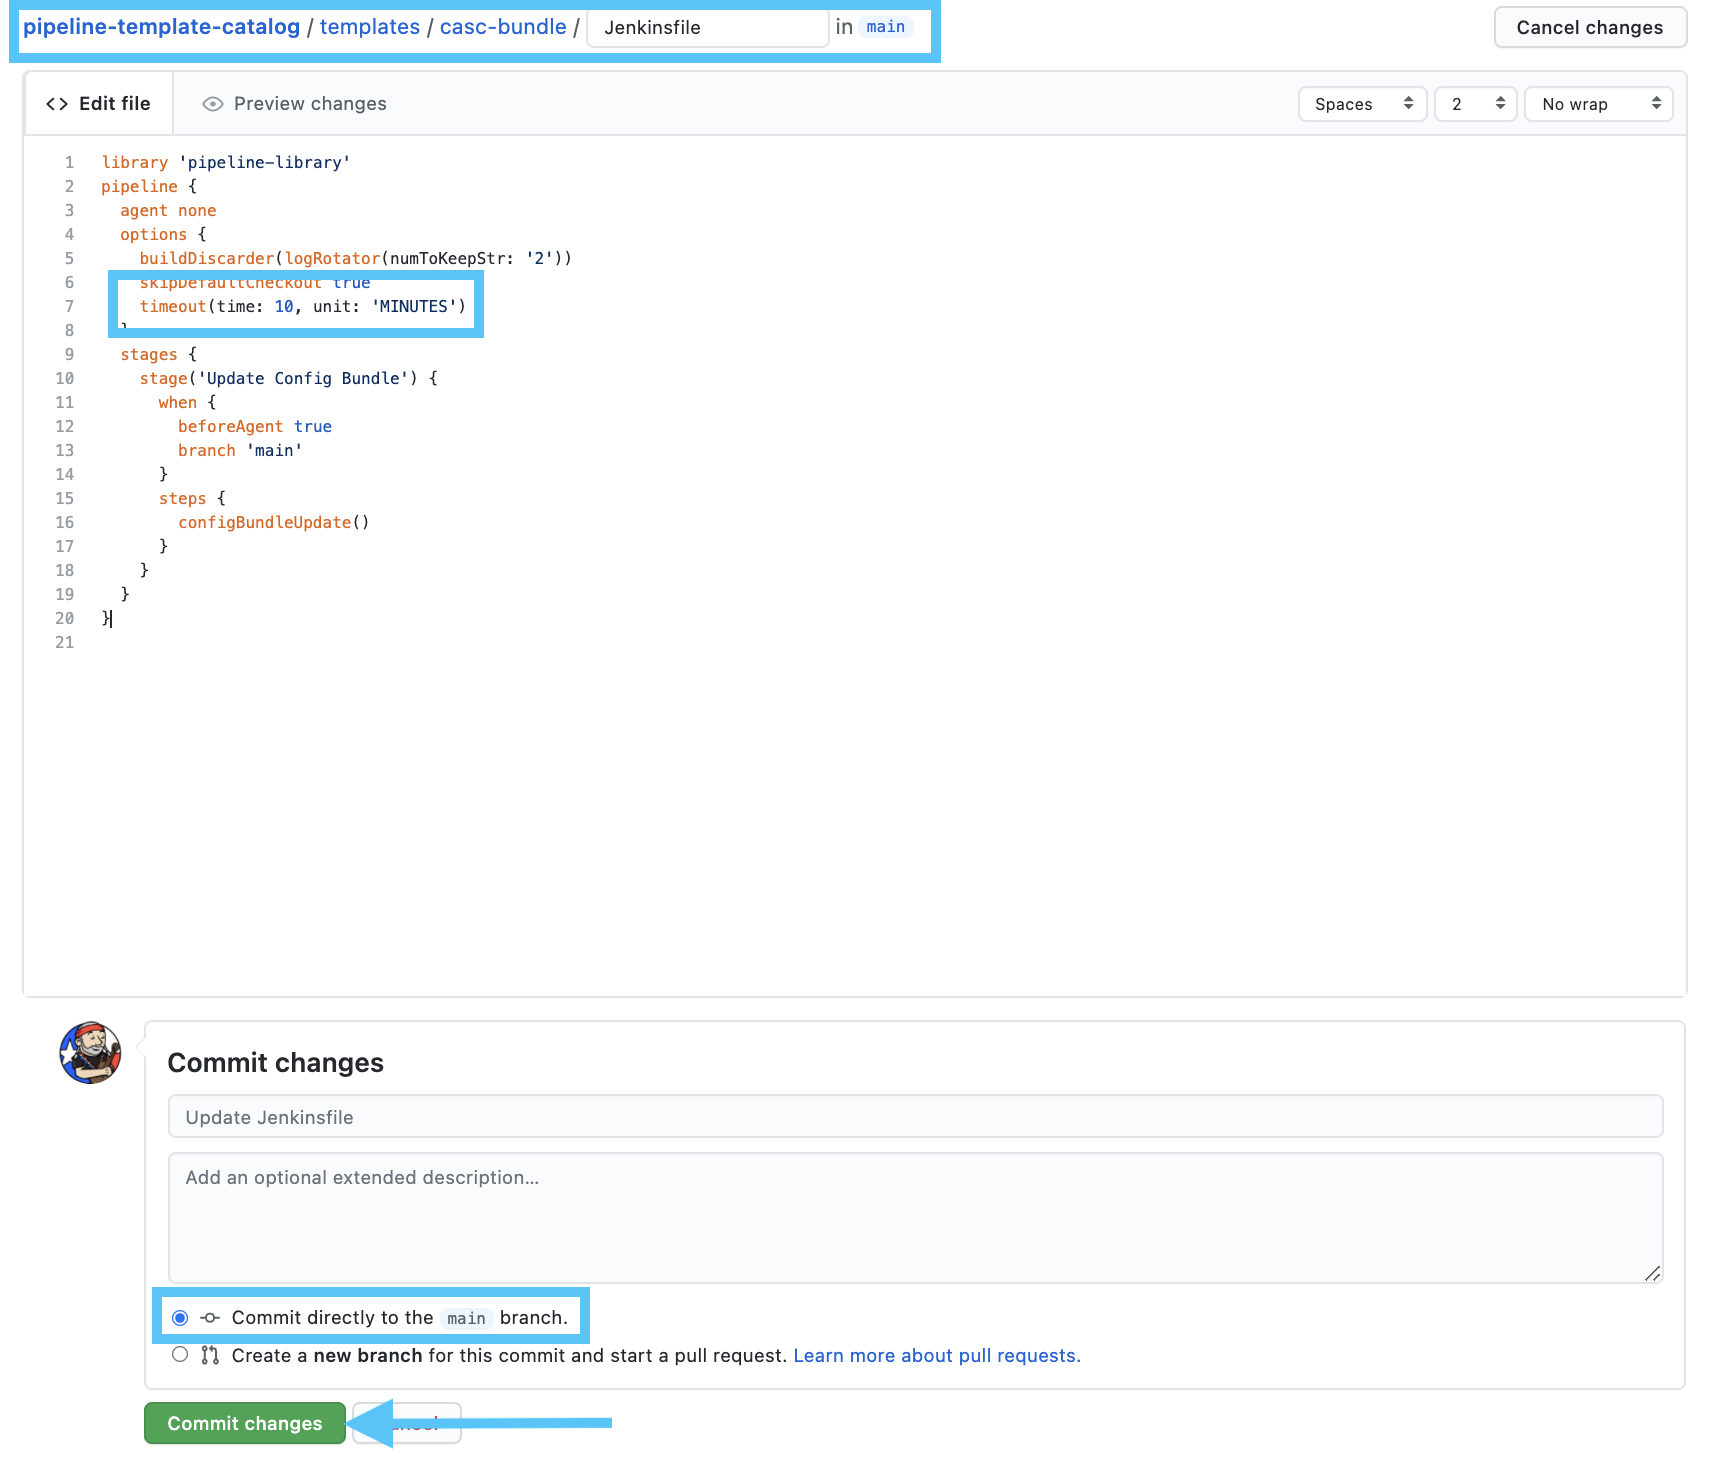 pipeline-template-catalog / templates / casc-bundle / Jenkinsfile in main
Cancel changes
<> Edit file
Preview changes
Spaces
2
No wrap
1 library 'pipeline-library'
2 pipeline {
3   agent none
4   options {
5     buildDiscarder(logRotator(numToKeepStr: '2'))
6     skipDefaultCheckout true
7     timeout(time: 10, unit: 'MINUTES')
8   }
9   stages {
10     stage('Update Config Bundle') {
11       when {
12         beforeAgent true
13         branch 'main'
14       }
15       steps {
16         configBundleUpdate()
17       }
18     }
19   }
20 }
21
Commit changes
Update Jenkinsfile
Add an optional extended description...
Commit directly to the main branch.
Create a new branch for this commit and start a pull request. Learn more about pull requests.
Commit changes